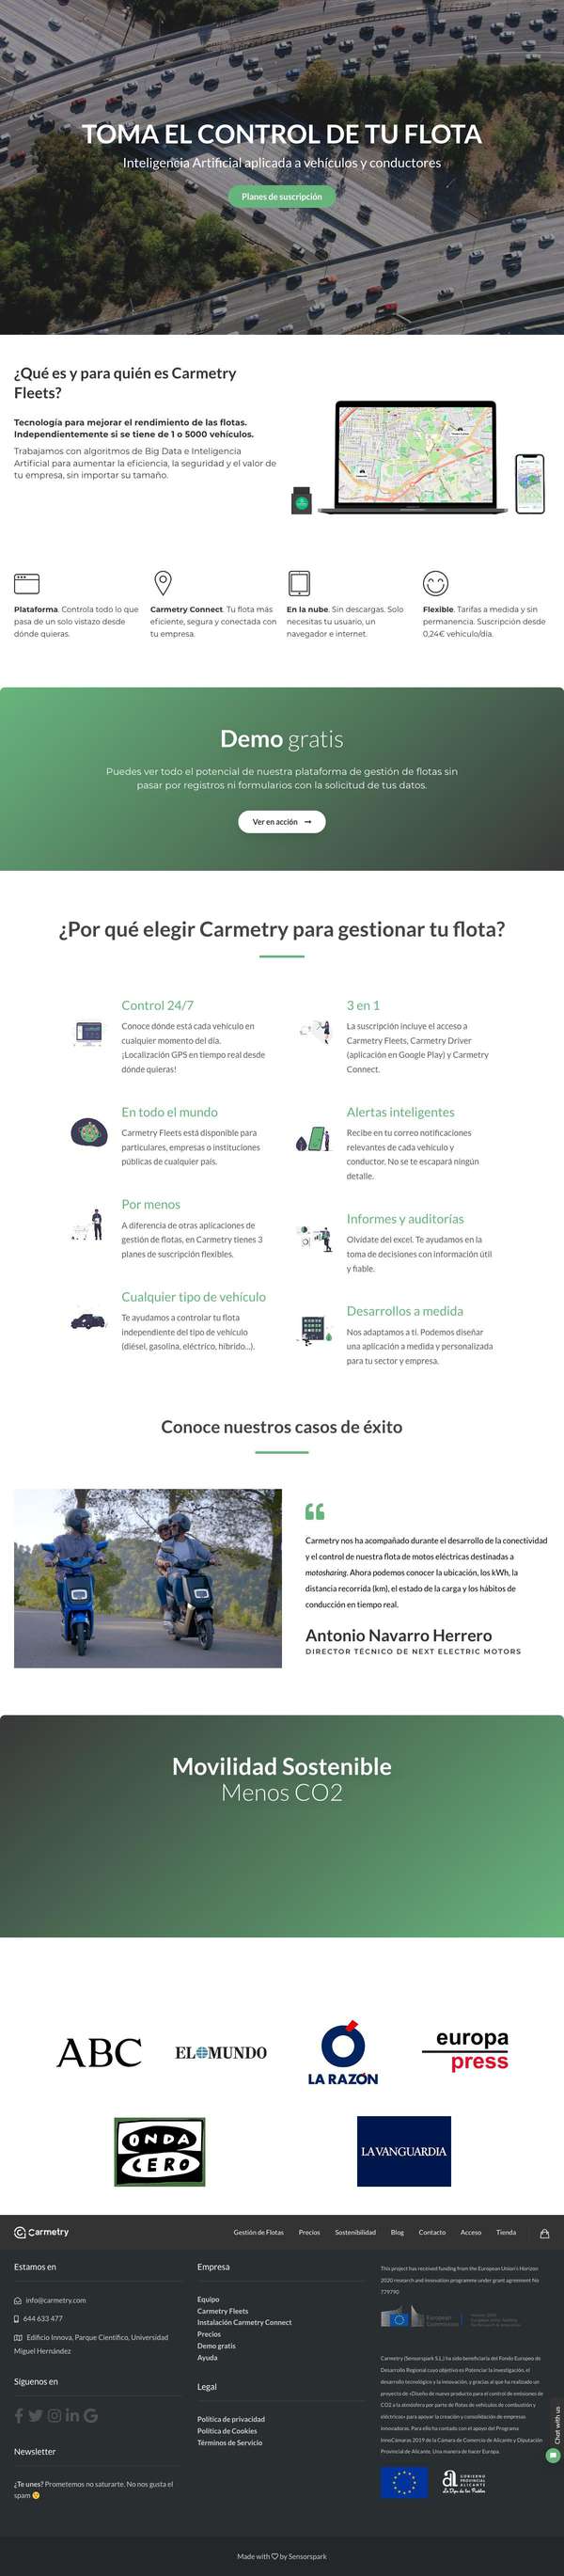 TOMA EL CONTROL DE TU FLOTA
Inteligencia Artificial aplicada a vehículos y conductores
Planes de suscripción
¿Qué es y para quién es Carmetry
Fleets?
Tecnología para mejorar el rendimiento de las flotas.
Independientemente si se tiene de 1 o 5000 vehículos.
Trabajamos con algoritmos de Big Data e Inteligencia
Artificial para aumentar la eficiencia, la seguridad y el valor de
tu empresa, sin importar su tamaño.
Plataforma. Controla todo lo que
pasa de un solo vistazo desde
dónde quieras.
Carmetry Connect. Tu flota más
eficiente, segura y conectada con
tu empresa.
En la nube. Sin descargas. Solo
necesitas tu usuario, un
navegador e internet.
Flexible. Tarifas a medida y sin
permanencia. Suscripción desde
0,24€ vehículo/día.
Demo gratis
Puedes ver todo el potencial de nuestra plataforma de gestión de flotas sin
pasar por registros ni formularios con la solicitud de tus datos.
Ver en acción
¿Por qué elegir Carmetry para gestionar tu flota?
Control 24/7
Conoce dónde está cada vehículo en
cualquier momento del día.
¡Localización GPS en tiempo real desde
dónde quieras!
En todo el mundo
Carmetry Fleets está disponible para
particulares, empresas o instituciones
públicas de cualquier país.
Por menos
A diferencia de otras aplicaciones de
gestión de flotas, en Carmetry tienes 3
planes de suscripción flexibles.
Cualquier tipo de vehículo
Te ayudamos a controlar tu flota
independiente del tipo de vehículo
(diésel, gasolina, eléctrico, híbrido...).
3 en 1
La suscripción incluye el acceso a
Carmetry Fleets, Carmetry Driver
(aplicación en Google Play) y Carmetry
Connect.
Alertas inteligentes
Recibe en tu correo notificaciones
relevantes de cada vehículo y
conductor. No se te escapará ningún
detalle.
Informes y auditorías
Olvídate del excel. Te ayudamos en la
toma de decisiones con información útil
y fiable.
Desarrollos a medida
Nos adaptamos a ti. Podemos diseñar
una aplicación a medida y personalizada
para tu sector y empresa.
Conoce nuestros casos de éxito
Carmetry nos ha acompañado durante el desarrollo de la conectividad
y el control de nuestra flota de motos eléctricas destinadas a
motosharing. Ahora podemos conocer la ubicación, los kWh, la
distancia recorrida (km), el estado de la carga y los hábitos de
conducción en tiempo real.
Antonio Navarro Herrero
DIRECTOR TÉCNICO DE NEXT ELECTRIC MOTORS
Movilidad Sostenible
Menos CO2
ABC
EL MUNDO
LA RAZÓN
europa
press
ONDA
CERO
LA VANGUARDIA
Carmetry
Gestión de Flotas
Precios
Sostenibilidad
Blog
Contacto
Acceso
Tienda
Estamos en
info@carmetry.com
644 633 477
Edificio Innova, Parque Científico, Universidad
Miguel Hernández
Síguenos en
Newsletter
¿Te unes? Prometemos no saturarte. No nos gusta el
spam
Empresa
Equipo
Carmetry Fleets
Instalación Carmetry Connect
Precios
Demo gratis
Ayuda
Legal
Política de privacidad
Política de Cookies
Términos de Servicio
This project has received funding from the European Union's Horizon
2020 research and innovation programme under grant agreement No
779790
European
Commission
Carmetry (Sensorspark S.L.) ha sido beneficiaria del Fondo Europeo de
Desarrollo Regional cuyo objetivo es Potenciar la investigación, el
desarrollo tecnológico y la innovación, y gracias al que ha realizado un
proyecto de «Diseño de nuevo producto para el control de emisiones de
CO2 a la atmósfera por parte de flotas de vehículos de combustión y
eléctricos» para apoyar la creación y consolidación de empresas
innovadoras. Para ello ha contado con el apoyo del Programa
InnoCámaras 2019 de la Cámara de Comercio de Alicante y Diputación
Provincial de Alicante. Una manera de hacer Europa.
GOBIERNO
PROVINCIAL
ALICANTE
La Dipu de los Pueblos
Chat with us
Made with by Sensorspark